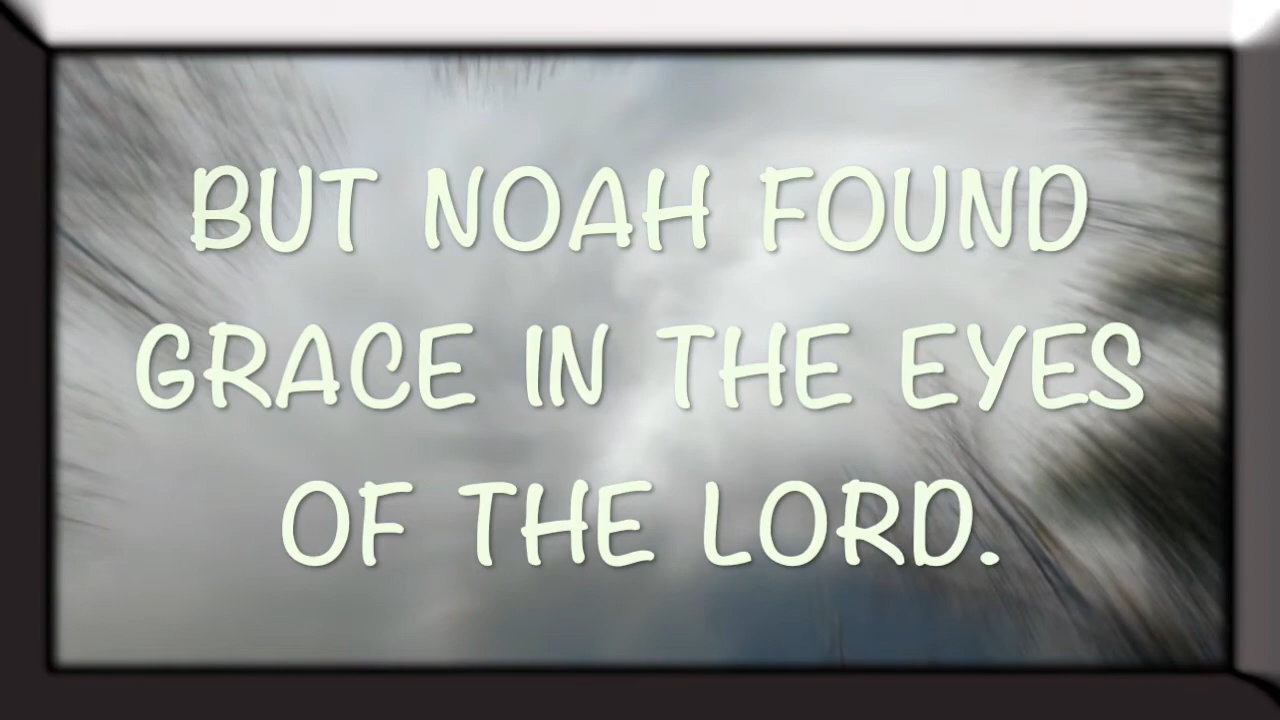 BUT NOAH FOUND
GRACE IN THE EYES
OF THE LORD.